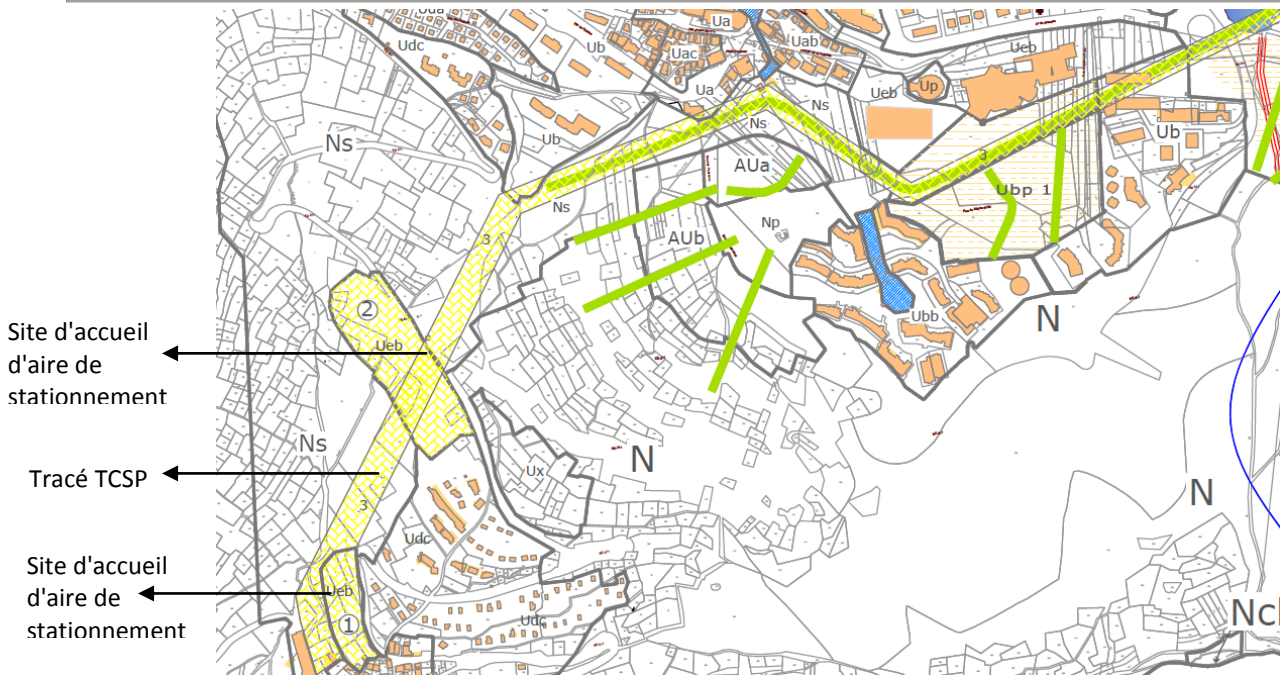 Uda
Udc
Ub
Ua
Uac
Uab
Ua
Ueb
Ueb
Up
Ub
Ns
Ns
Ns
Ub
3
AUa
Ubp 1
Ns
Np
AUb
3
N
Ubb
2
Ueb
Site d'accueil
d'aire de
stationnement
Ns
N
Ux
N
Tracé TCSP
3
Udc
Site d'accueil
d'aire de
stationnement
Ueb
1
Udc
Ncl